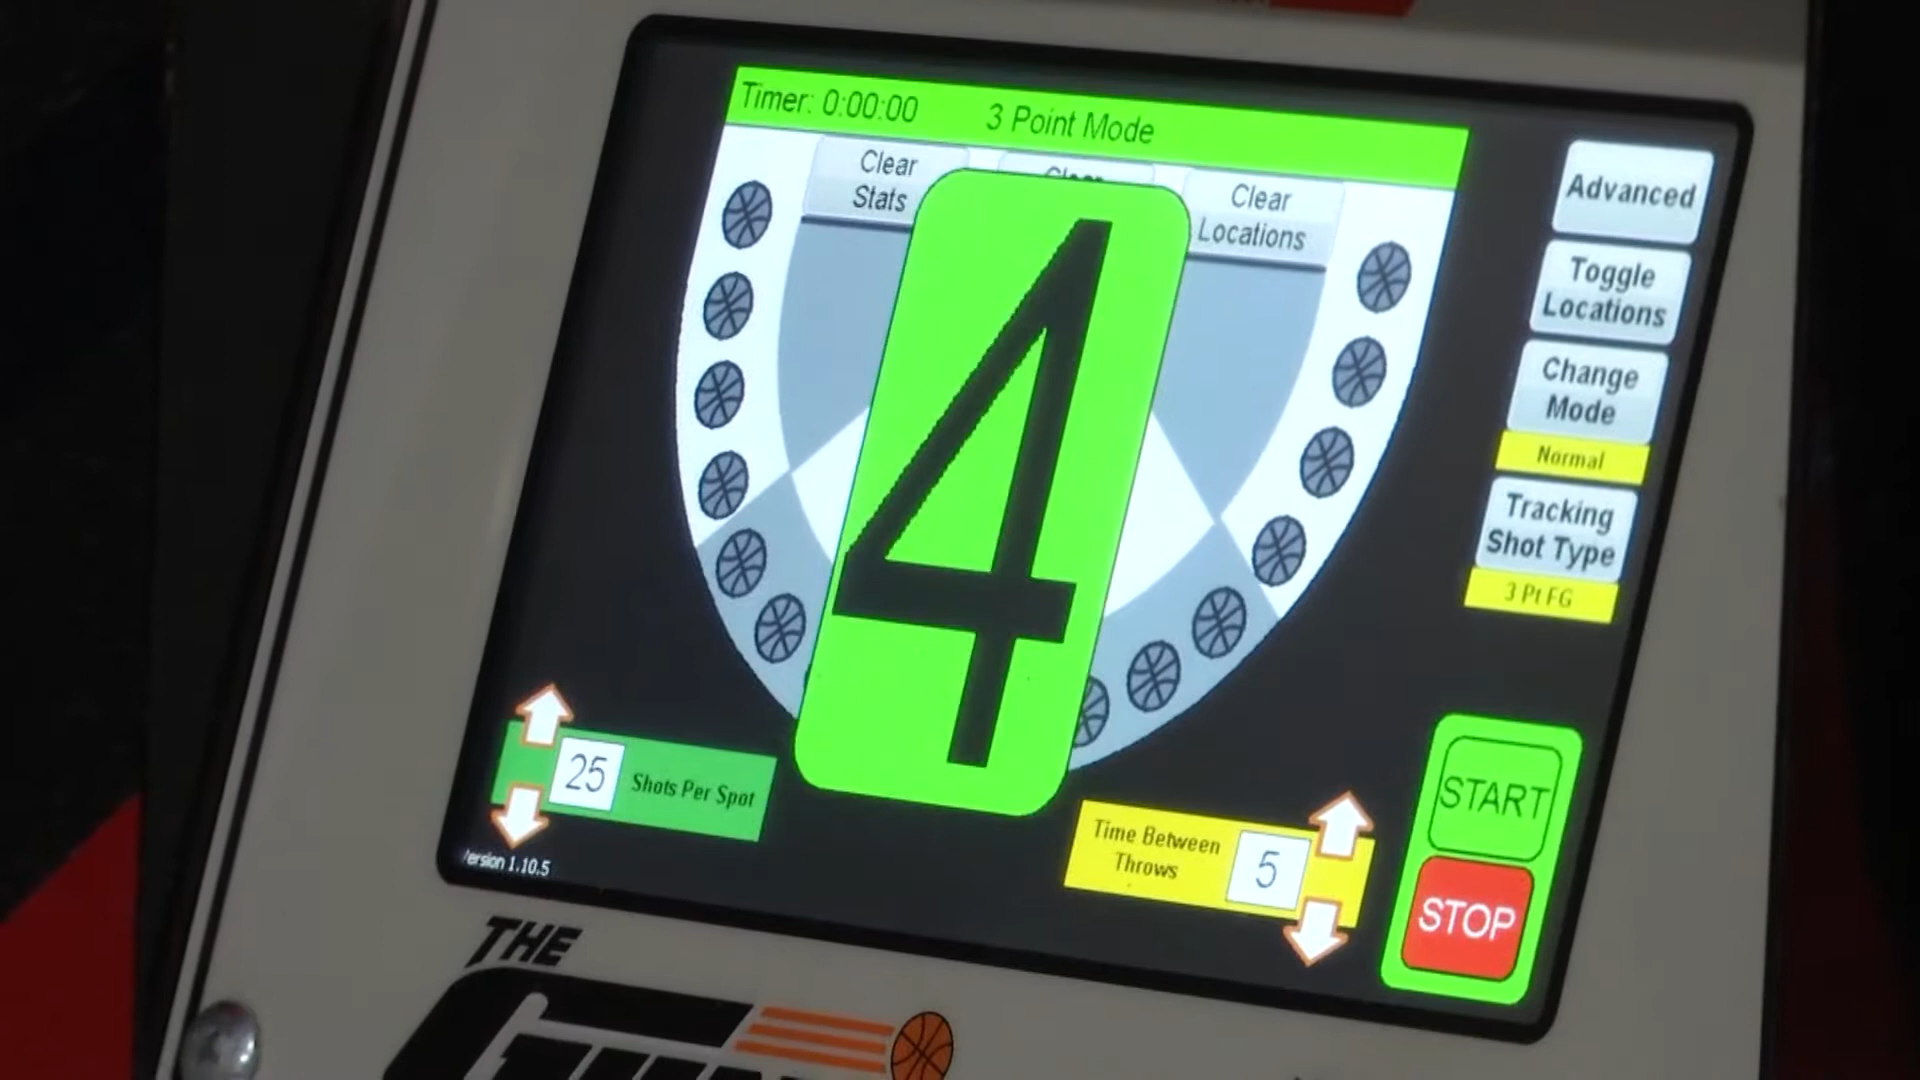 Timer: 0:00:00 3 Point Mode
Clear
Stats
Clear
Clear
Locations
4
Advanced
Toggle
Locations
Change
Mode
Normal
Tracking
Shot Type
3 Pt FG
25 Shots Per Spot
Time Between
Throws
5
START
STOP
Version 1.10.5
THE